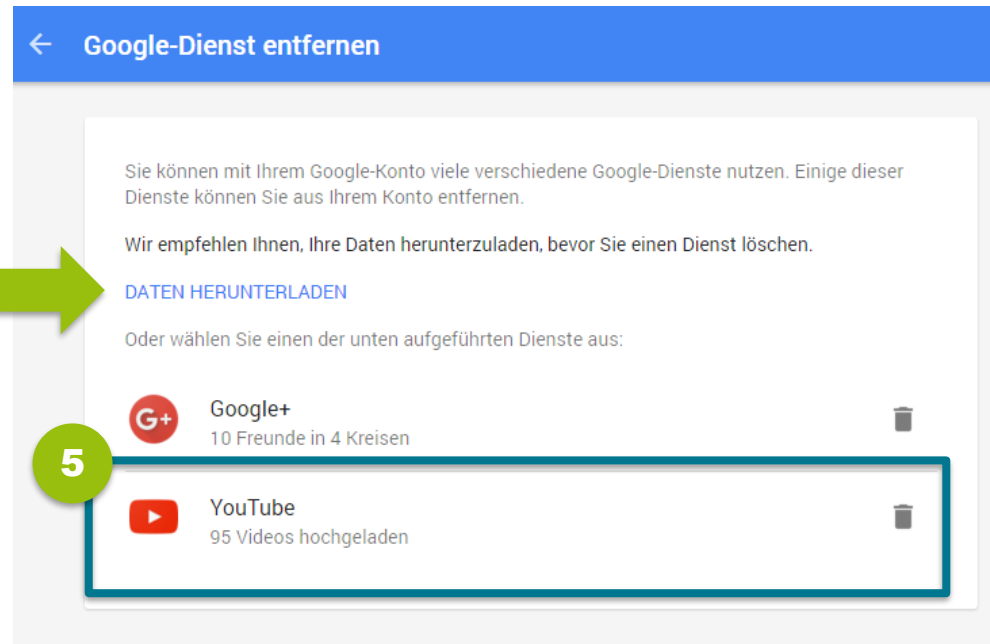 Google-Dienst entfernen
Sie können mit Ihrem Google-Konto viele verschiedene Google-Dienste nutzen. Einige dieser
Dienste können Sie aus Ihrem Konto entfernen.
Wir empfehlen Ihnen, Ihre Daten herunterzuladen, bevor Sie einen Dienst löschen.
DATEN HERUNTERLADEN
Oder wählen Sie einen der unten aufgeführten Dienste aus:
G+
Google+
10 Freunde in 4 Kreisen
5
YouTube
95 Videos hochgeladen